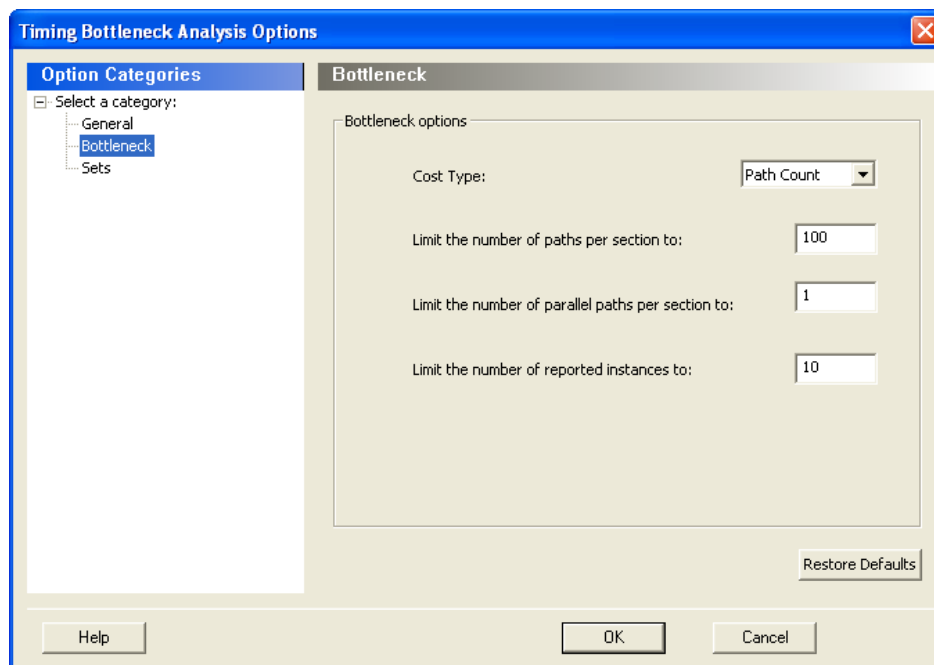 Timing Bottleneck Analysis Options
Option Categories
Select a category:
General
Bottleneck
Sets
Bottleneck
Bottleneck options
Cost Type:
Path Count
Limit the number of paths per section to:
100
Limit the number of parallel paths per section to:
1
Limit the number of reported instances to:
10
Restore Defaults
Help
OK
Cancel